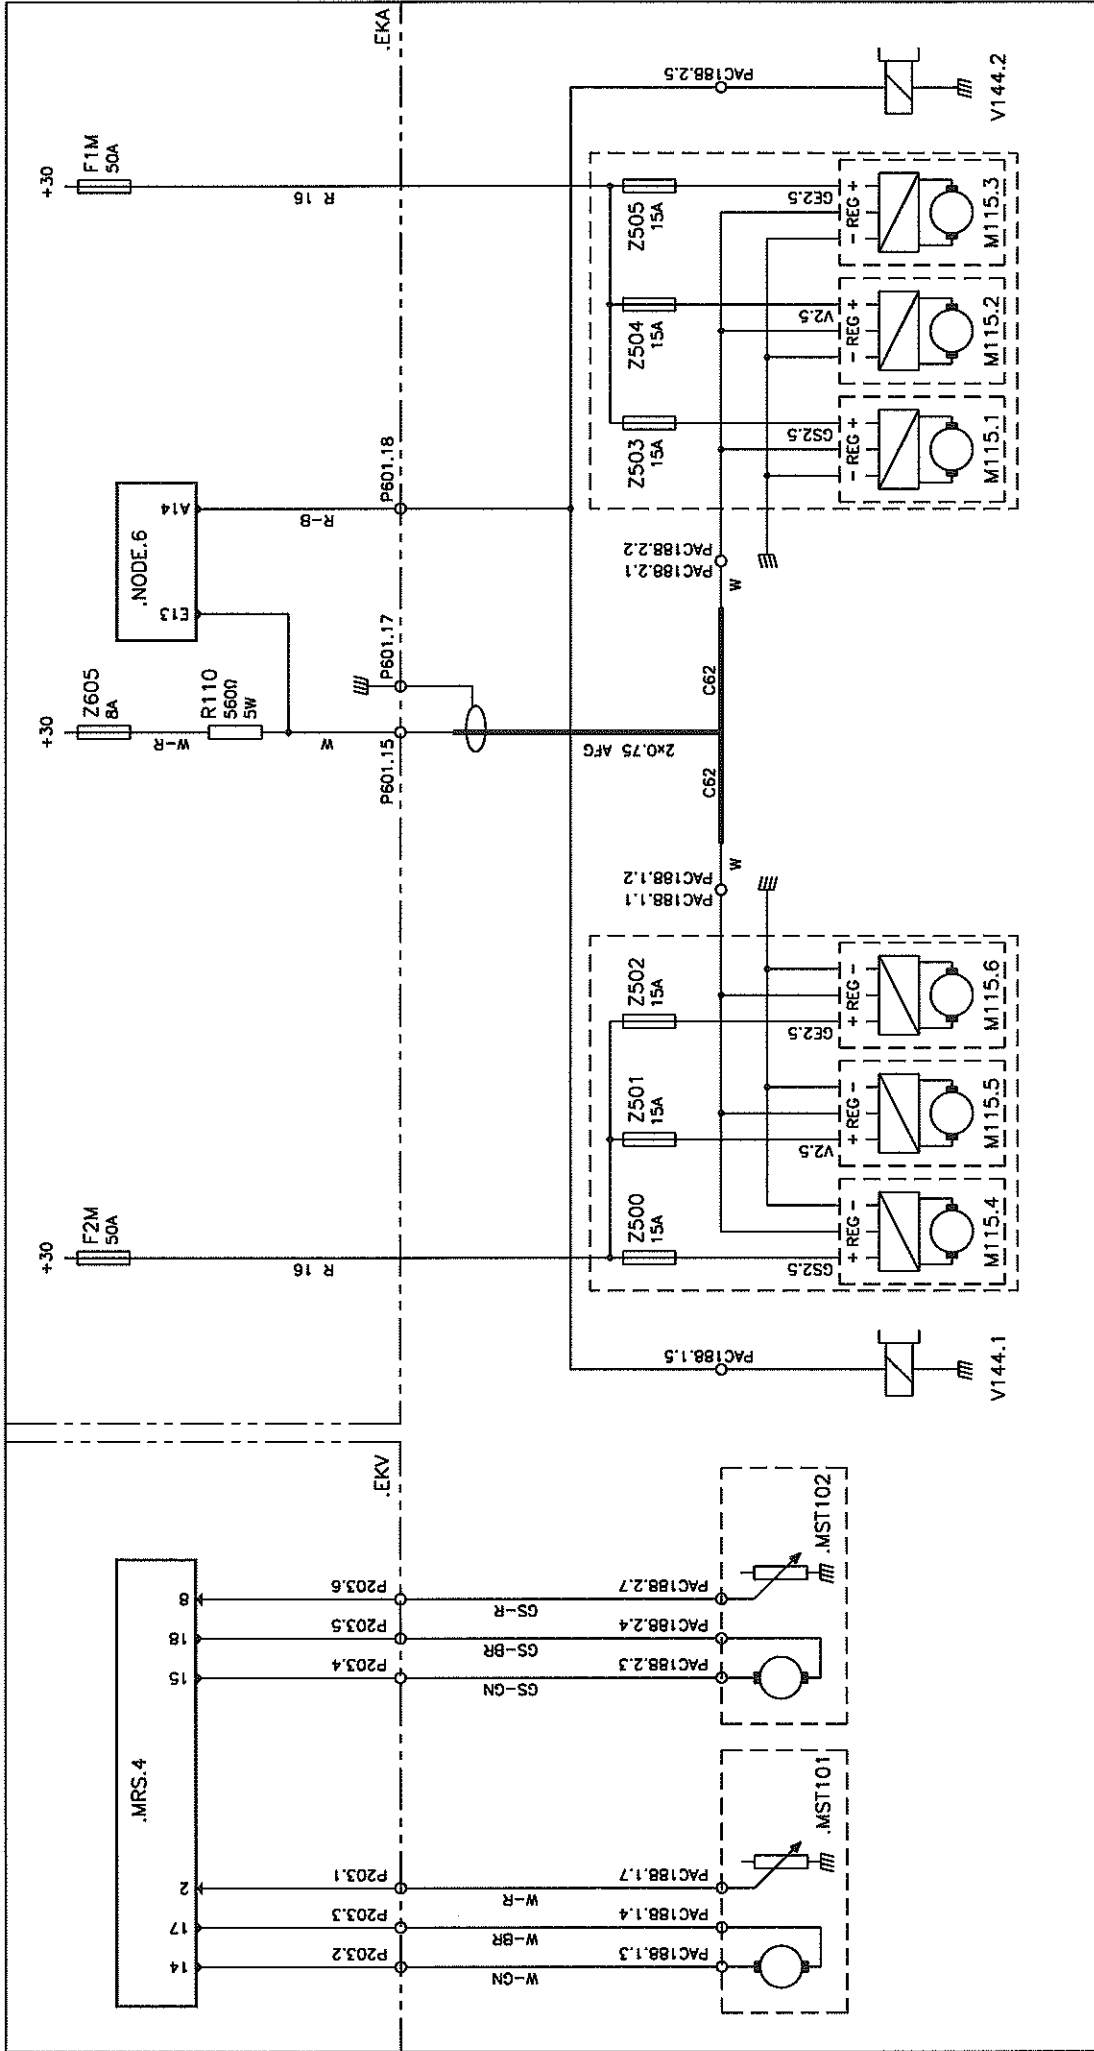 .MRS.4
14
17
2
15
18
8
P203.2
P203.3
P203.1
P203.4
P203.5
P203.6
.EKV
W-GN
W-BR
W-R
GS-GN
GS-BR
GS-R
PAC188.1.3
PAC188.1.4
PAC188.1.7
PAC188.2.3
PAC188.2.4
PAC188.2.7
.MST101
.MST102
+30
F2M
50A
R 16
+30
Z605
8A
W-R
R110
560Ω
5W
W
.NODE.6
E13
A14
R-8
+30
F1M
50A
R 16
.EKA
P601.15
P601.17
P601.18
2x0.75 AFG
C62
C62
W
W
PAC188.1.2
PAC188.1.1
PAC188.2.2
PAC188.2.1
PAC188.1.5
PAC188.2.5
V144.1
V144.2
Z500
15A
Z501
15A
Z502
15A
Z503
15A
Z504
15A
Z505
15A
GS2.5
V2.5
GE2.5
GS2.5
V2.5
GE2.5
+ REG -
+ REG -
+ REG -
- REG +
- REG +
- REG +
M115.4
M115.5
M115.6
M115.1
M115.2
M115.3